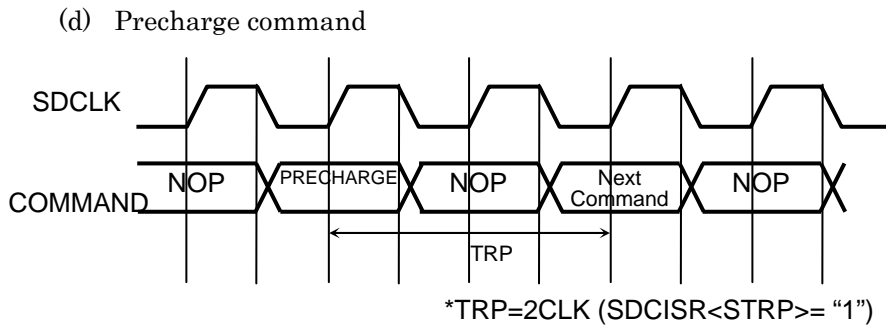 (d) Precharge command
SDCLK
COMMAND
NOP
PRECHARGE
NOP
Next
Command
NOP
TRP
*TRP=2CLK (SDCISR<STRP>= “1”)